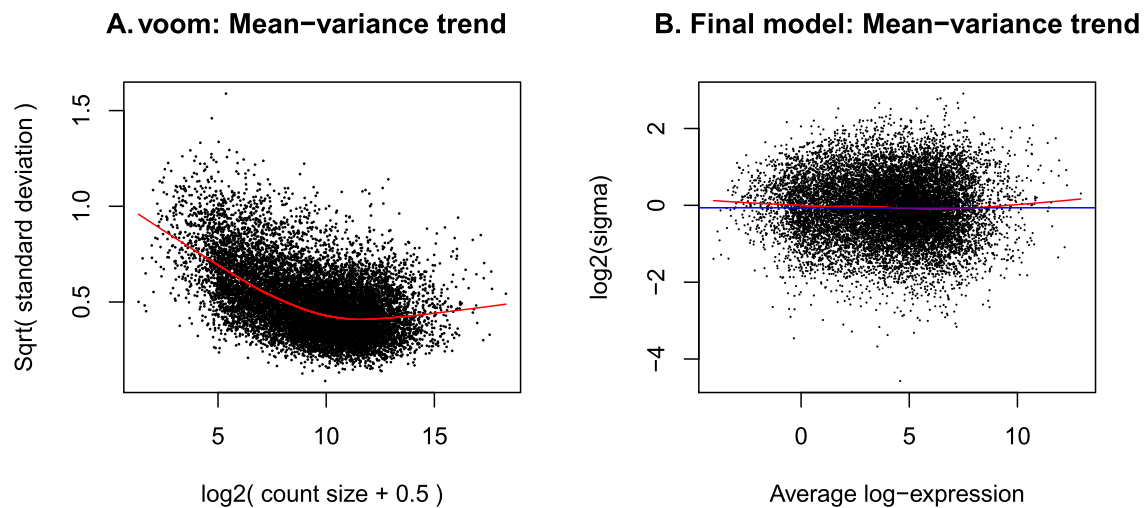 A. voom: Mean−variance trend
Sqrt( standard deviation )
1.5
1.0
0.5
5 10 15
log2( count size + 0.5 )
B. Final model: Mean−variance trend
log2(sigma)
2
0
−2
−4
0 5 10
Average log−expression